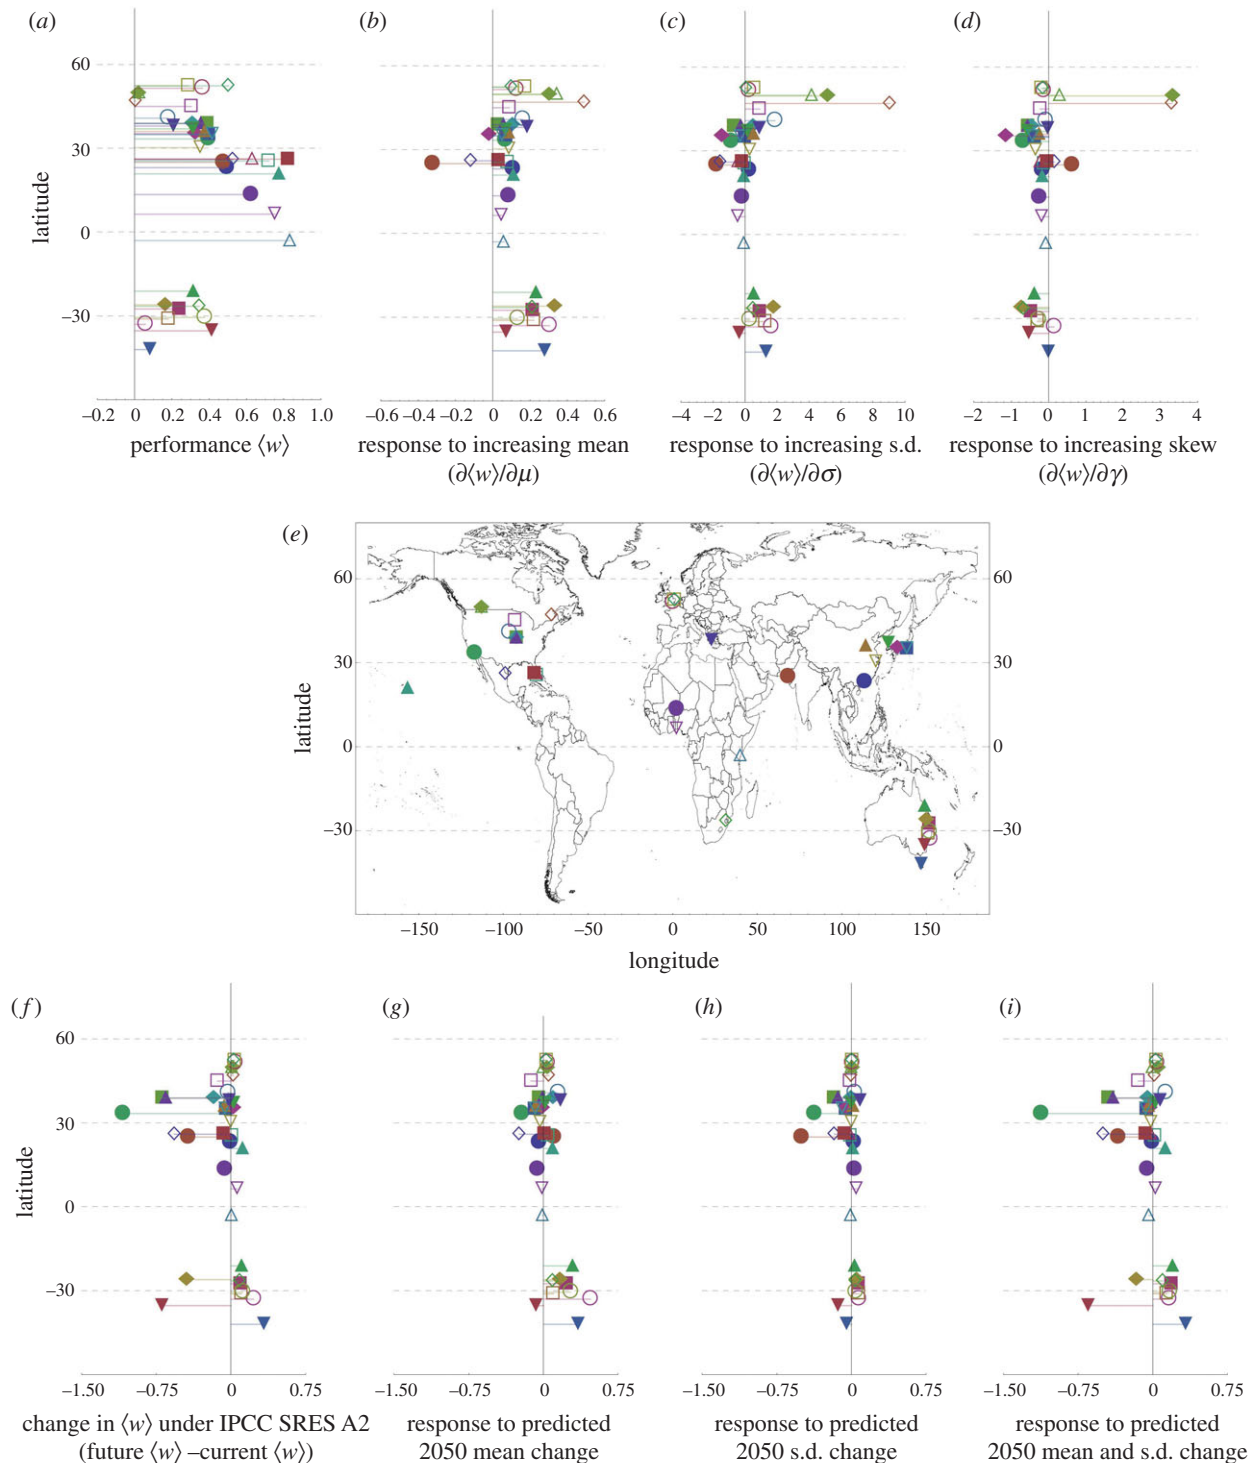 (a) (b) (c) (d)
60
30
0
–30
latitude
–0.2 0 0.2 0.4 0.6 0.8 1.0
–0.6 –0.4 –0.2 0 0.2 0.4 0.6
–4 –2 0 2 4 6 8 10
–2 –1 0 1 2 3 4
performance ⟨w⟩
response to increasing mean
(∂⟨w⟩/∂μ)
response to increasing s.d.
(∂⟨w⟩/∂σ)
response to increasing skew
(∂⟨w⟩/∂γ)
(e)
60 60
30 30
0 0
–30 –30
latitude
–150 –100 –50 0 50 100 150
longitude
(f) (g) (h) (i)
60
30
0
–30
latitude
–1.50 –0.75 0 0.75
–1.50 –0.75 0 0.75
–1.50 –0.75 0 0.75
–1.50 –0.75 0 0.75
change in ⟨w⟩ under IPCC SRES A2
(future ⟨w⟩ –current ⟨w⟩)
response to predicted
2050 mean change
response to predicted
2050 s.d. change
response to predicted
2050 mean and s.d. change